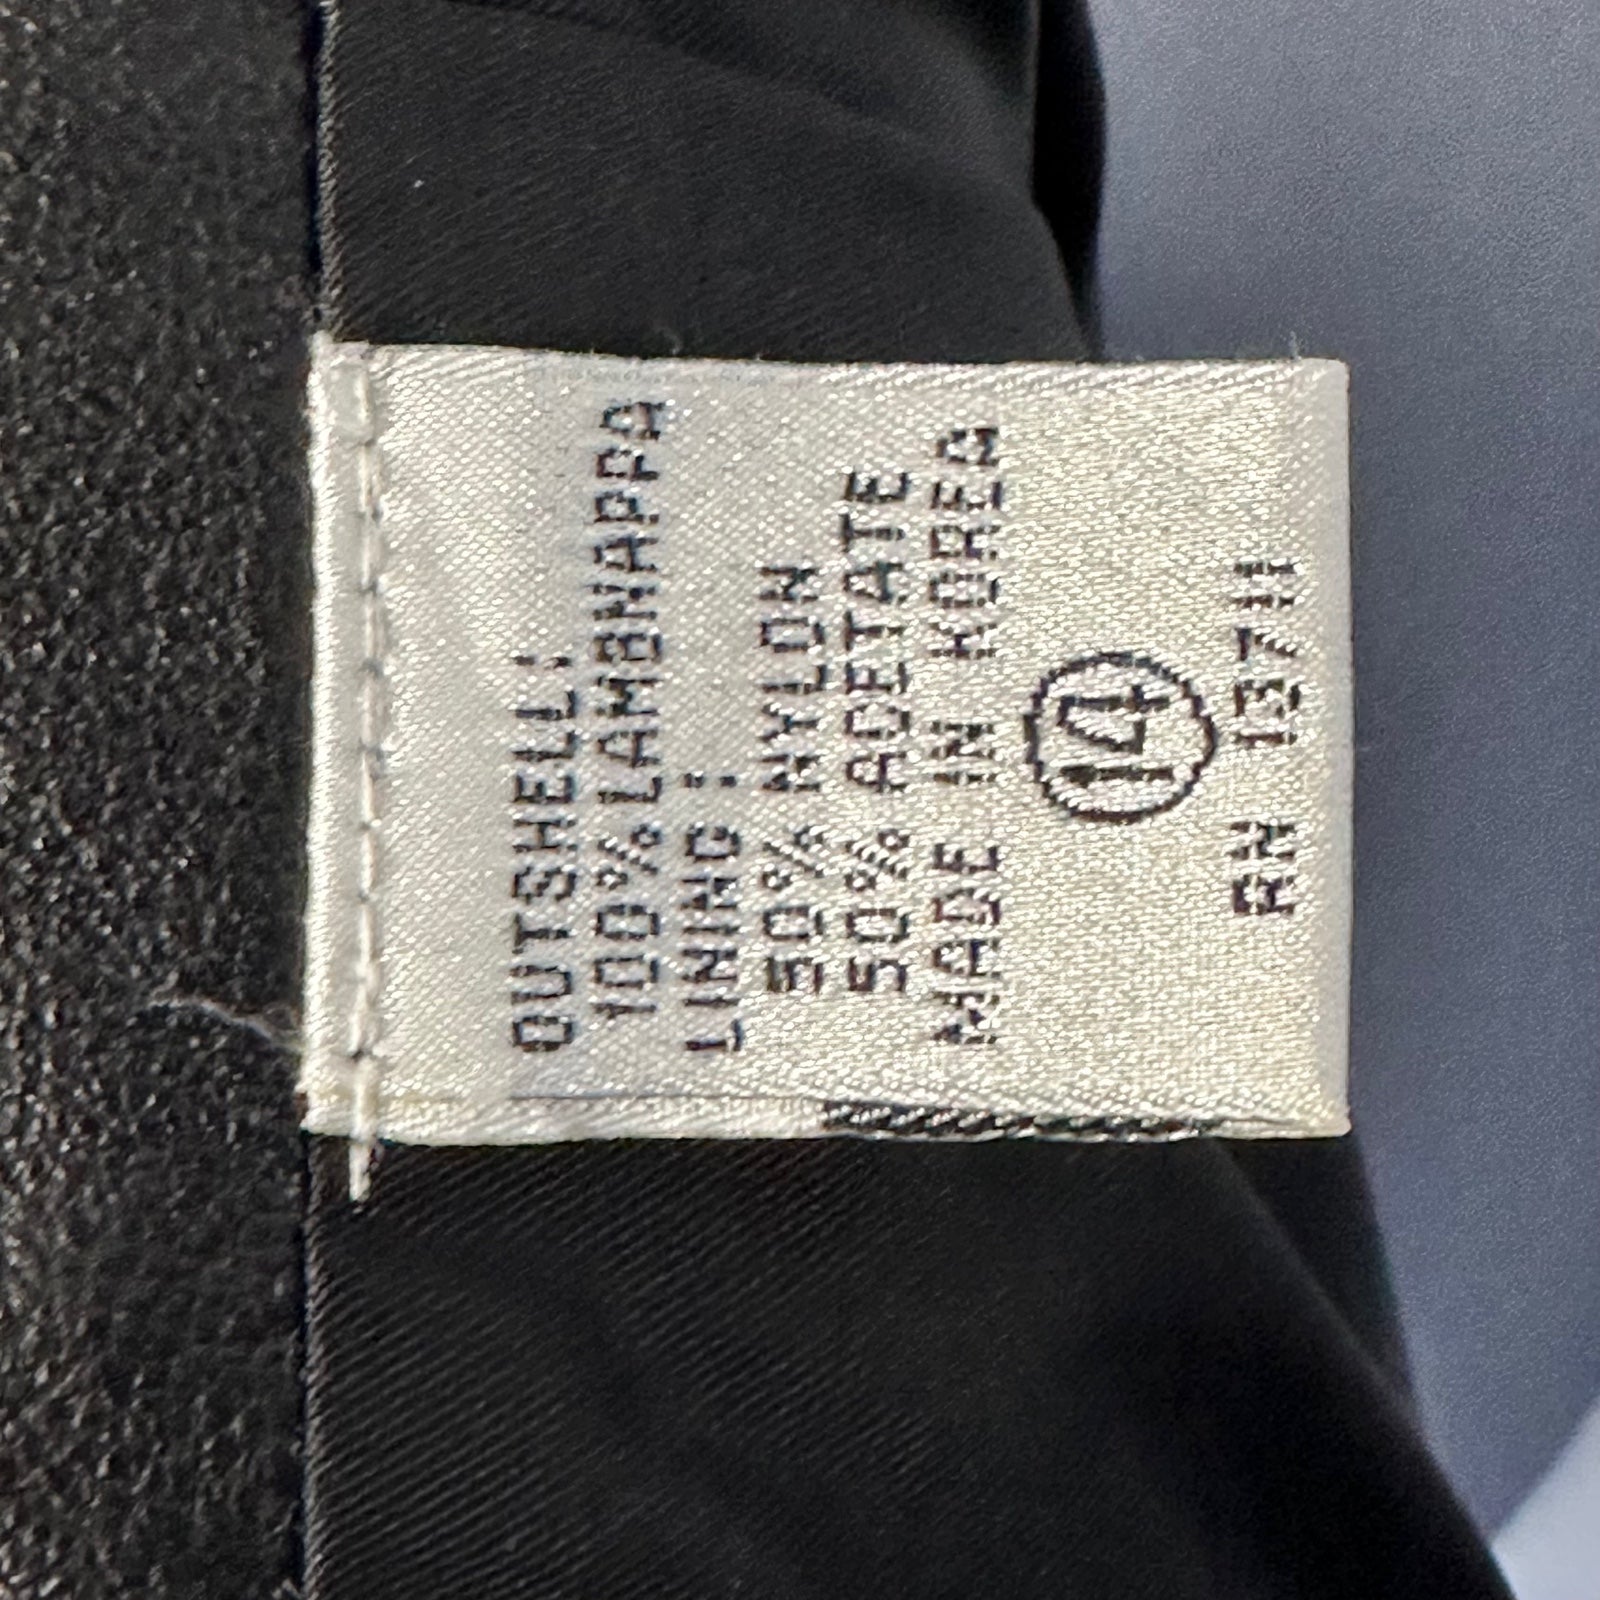 OUTSHELL:
100% LAMBNAPPA
LINING:
50% NYLON
50% ACETATE
MADE IN KOREA
14
RN 13711